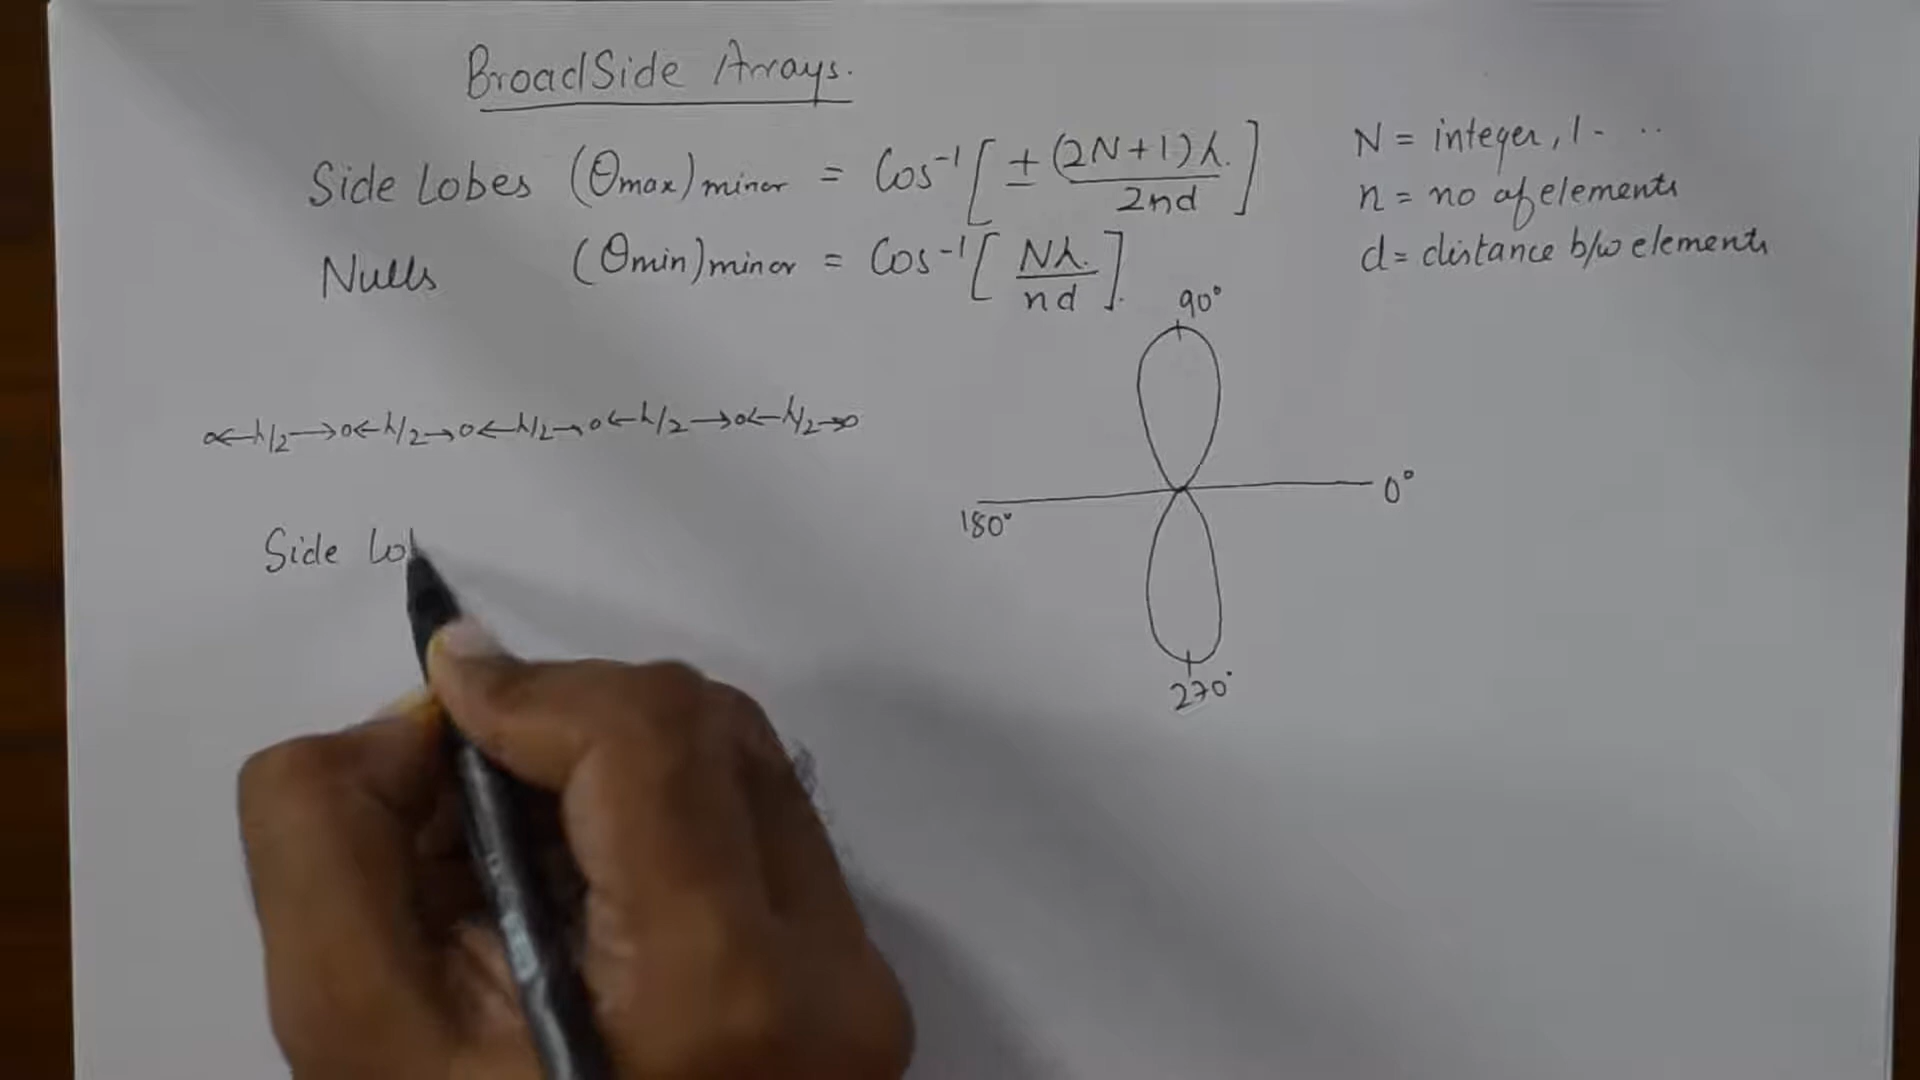 BroadSide Arrays.
Side Lobes (θmax)minor = Cos⁻¹[± (2N+1)λ / 2nd]
N = integer, 1 - ..
n = no of elements
d = distance b/w elements
Nulls (θmin)minor = Cos⁻¹[Nλ / nd].
90°
o←λ/2→o←λ/2→o←λ/2→o←λ/2→o←λ/2→o
0°
180°
Side Lob
270°